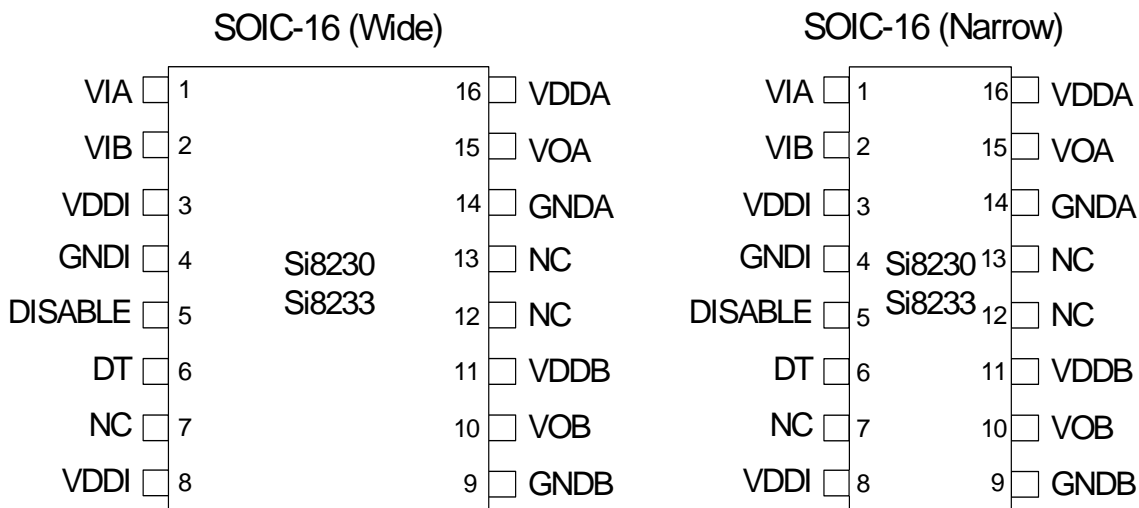 SOIC-16 (Wide)
VIA 1 16 VDDA
VIB 2 15 VOA
VDDI 3 14 GNDA
GNDI 4 Si8230 13 NC
DISABLE 5 Si8233 12 NC
DT 6 11 VDDB
NC 7 10 VOB
VDDI 8 9 GNDB
SOIC-16 (Narrow)
VIA 1 16 VDDA
VIB 2 15 VOA
VDDI 3 14 GNDA
GNDI 4 Si8230 13 NC
DISABLE 5 Si8233 12 NC
DT 6 11 VDDB
NC 7 10 VOB
VDDI 8 9 GNDB